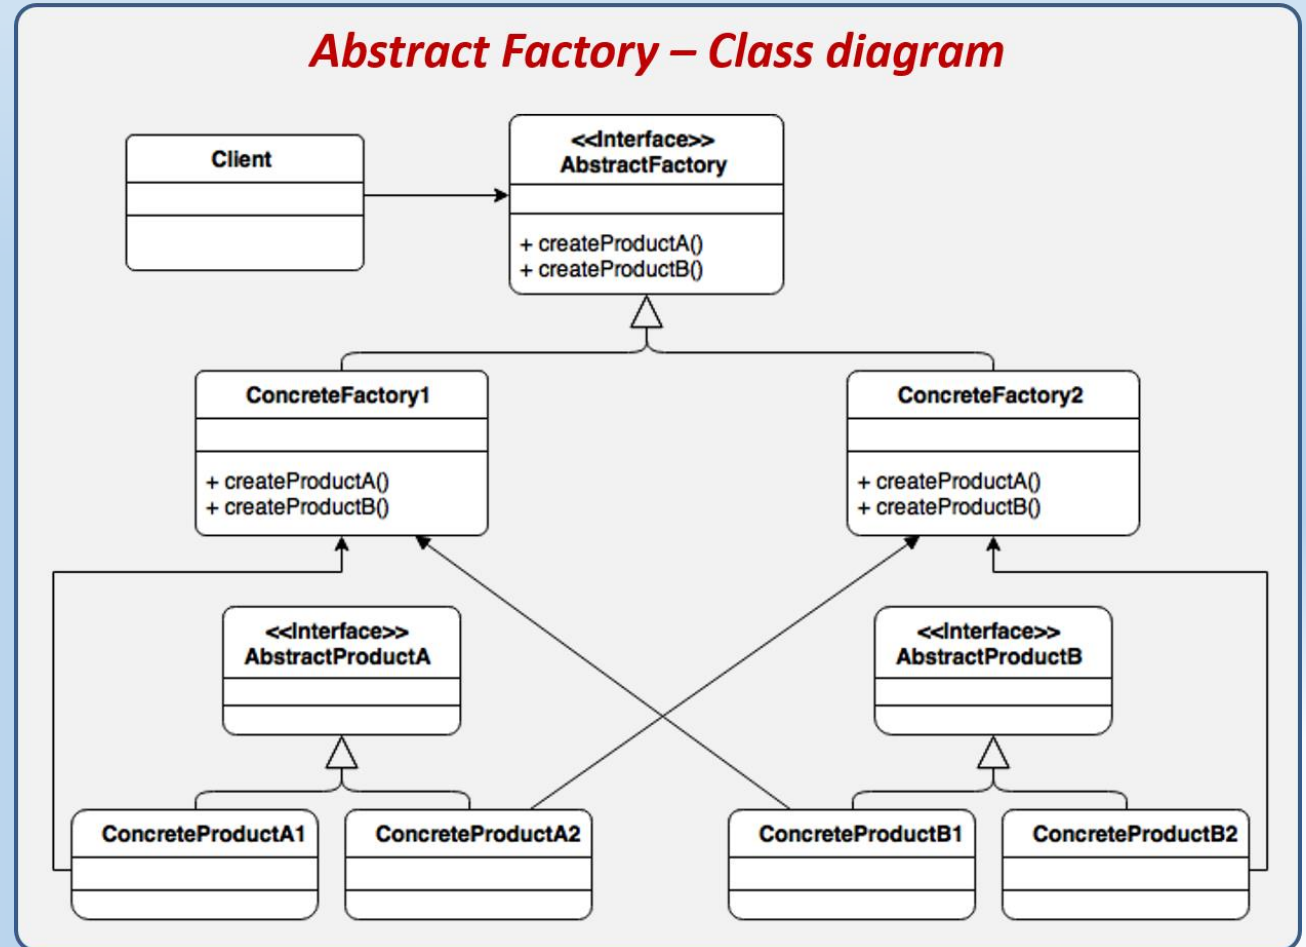 Abstract Factory – Class diagram
Client
<<Interface>>
AbstractFactory
+ createProductA()
+ createProductB()
ConcreteFactory1
+ createProductA()
+ createProductB()
ConcreteFactory2
+ createProductA()
+ createProductB()
<<Interface>>
AbstractProductA
<<Interface>>
AbstractProductB
ConcreteProductA1
ConcreteProductA2
ConcreteProductB1
ConcreteProductB2